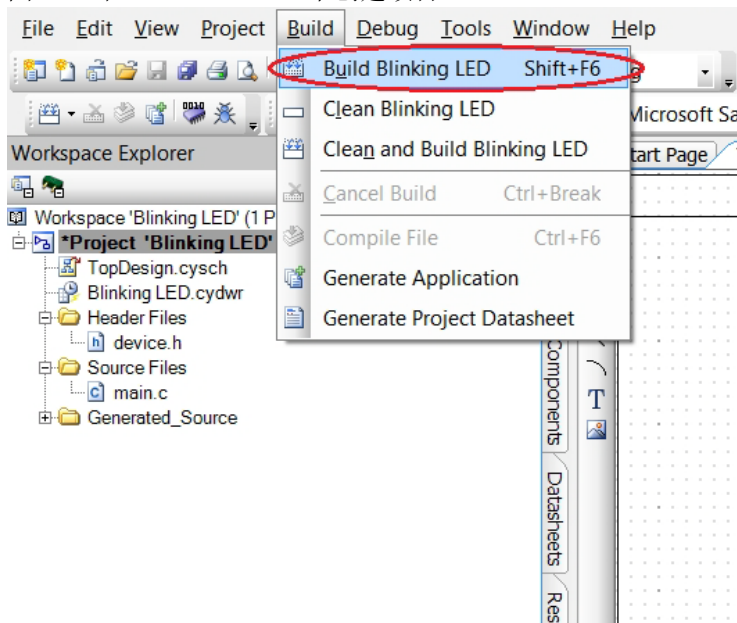 File Edit View Project Build Debug Tools Window Help
Build Blinking LED Shift+F6
Clean Blinking LED
Microsoft Sa
Workspace Explorer
Clean and Build Blinking LED
tart Page
Cancel Build Ctrl+Break
Workspace 'Blinking LED' (1 P
*Project 'Blinking LED'
Compile File Ctrl+F6
TopDesign.cysch
Generate Application
Blinking LED.cydwr
Header Files
Generate Project Datasheet
device.h
Source Files
main.c
Generated_Source
Components
T
Datasheets
Res